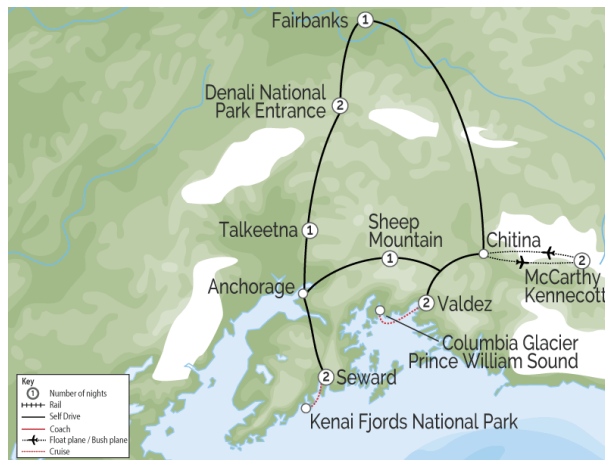 Fairbanks
1
Denali National
Park Entrance
2
Talkeetna
1
Sheep
Mountain
1
Chitina
2
McCarthy
Kennecott
Anchorage
2
Valdez
Columbia Glacier
Prince William Sound
2
Seward
Kenai Fjords National Park
Key
1 Number of nights
Rail
Self Drive
Coach
Float plane / Bush plane
Cruise